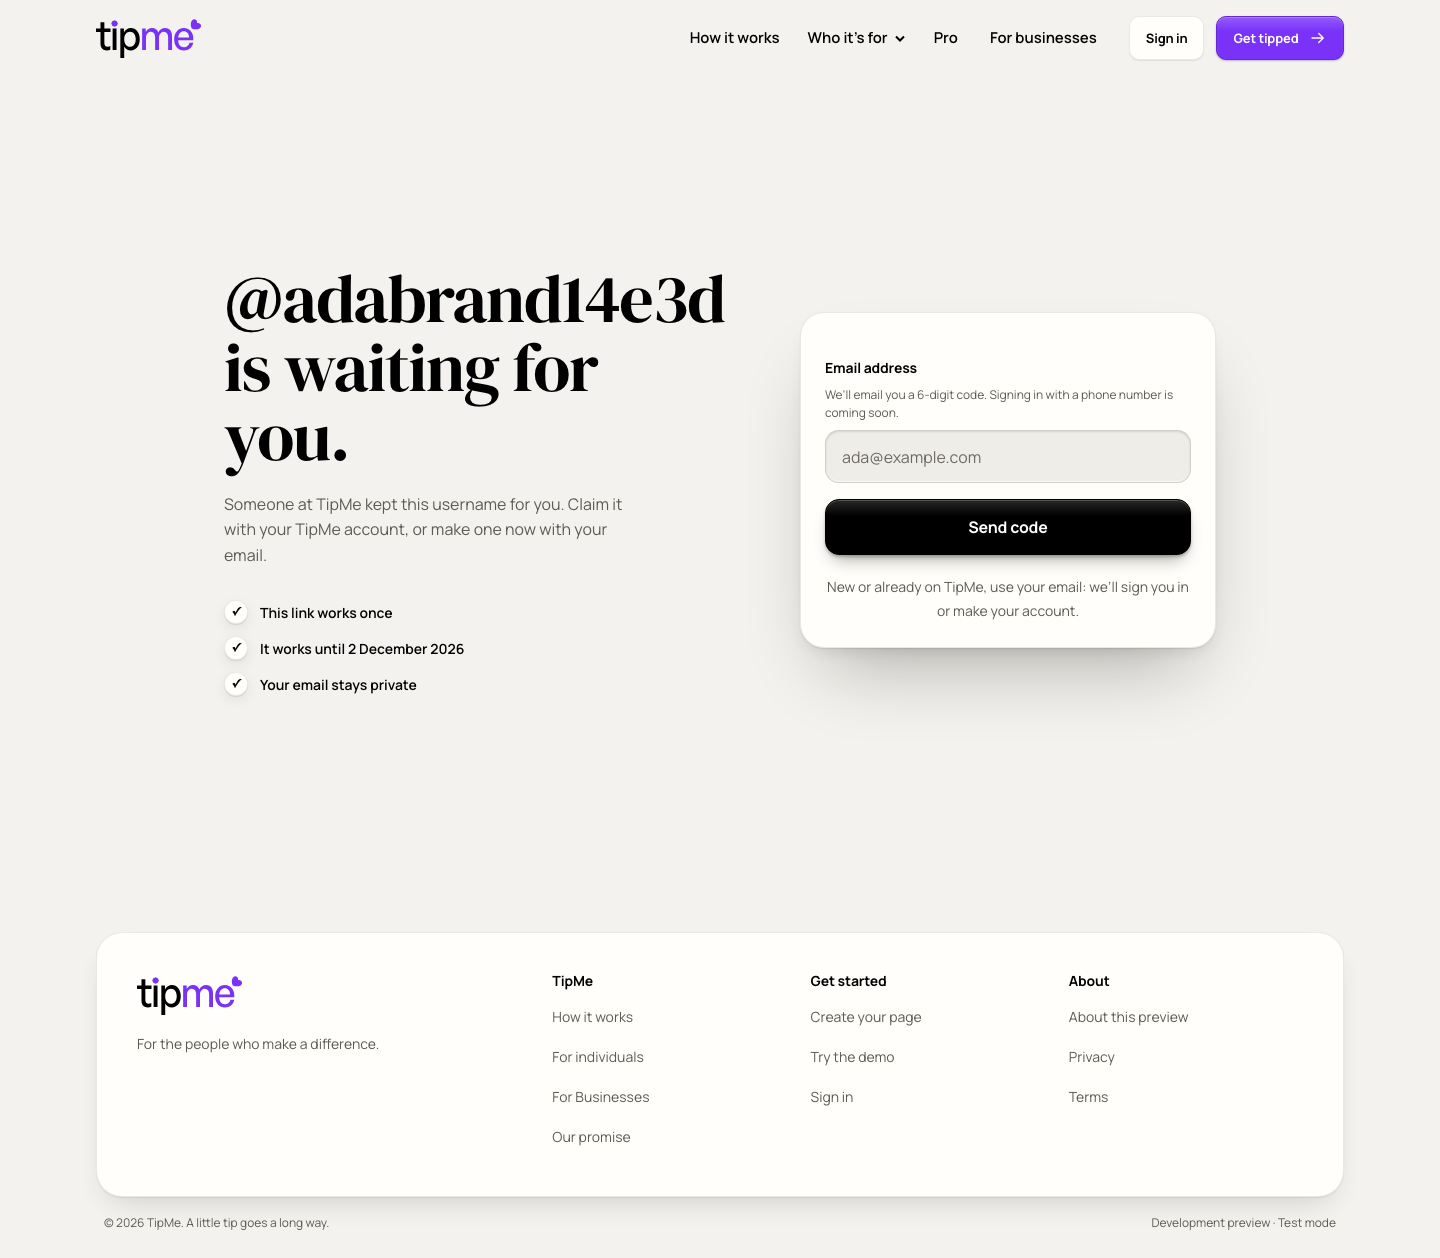 tipme
How it works
Who it's for
Pro
For businesses
Sign in
Get tipped
@adabrand14e3d
is waiting for
you.
Someone at TipMe kept this username for you. Claim it
with your TipMe account, or make one now with your
email.
This link works once
It works until 2 December 2026
Your email stays private
Email address
We'll email you a 6-digit code. Signing in with a phone number is
coming soon.
ada@example.com
Send code
New or already on TipMe, use your email: we'll sign you in
or make your account.
tipme
For the people who make a difference.
TipMe
How it works
For individuals
For Businesses
Our promise
Get started
Create your page
Try the demo
Sign in
About
About this preview
Privacy
Terms
© 2026 TipMe. A little tip goes a long way.
Development preview · Test mode